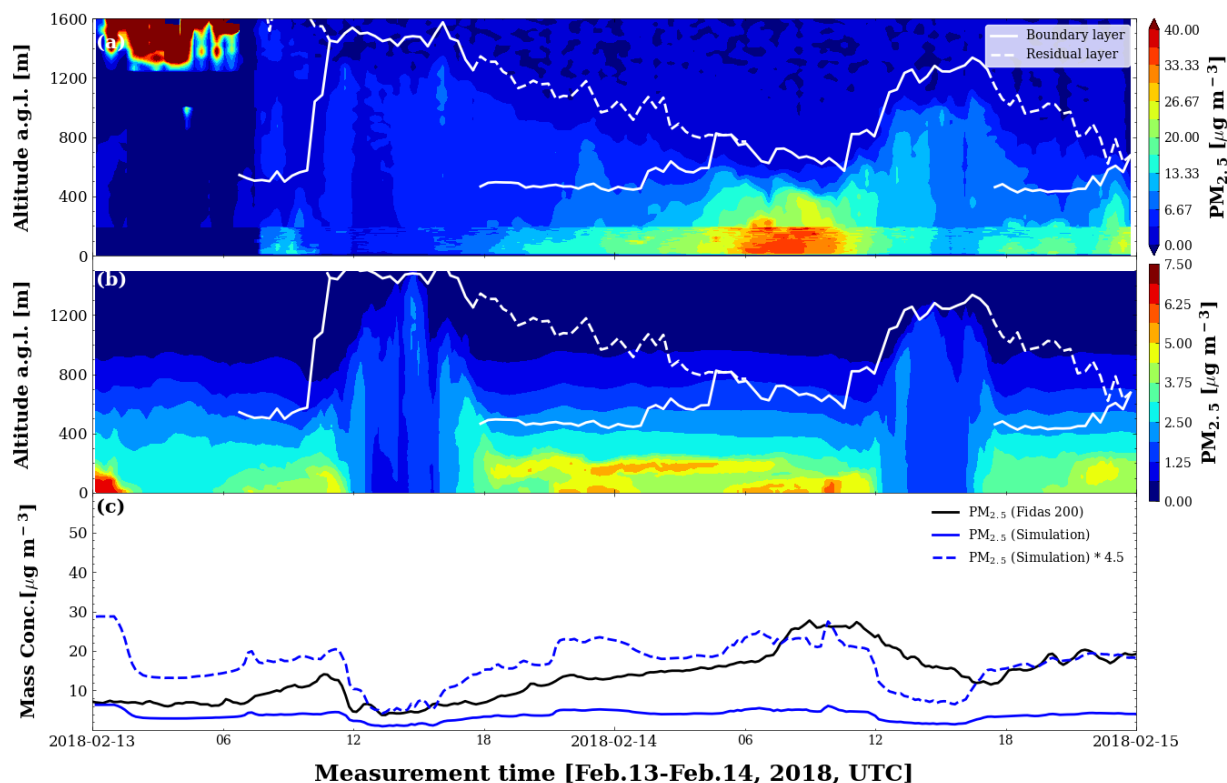 (a)
Boundary layer
Residual layer
Altitude a.g.l. [m]
1600
1200
800
400
0
40.00
33.33
26.67
20.00
13.33
6.67
0.00
PM2.5 [μg m−3]
(b)
Altitude a.g.l. [m]
1200
800
400
0
7.50
6.25
5.00
3.75
2.50
1.25
0.00
PM2.5 [μg m−3]
(c)
PM2.5 (Fidas 200)
PM2.5 (Simulation)
PM2.5 (Simulation) * 4.5
Mass Conc.[μg m−3]
50
40
30
20
10
2018-02-13
06
12
18
2018-02-14
06
12
18
2018-02-15
Measurement time [Feb.13-Feb.14, 2018, UTC]